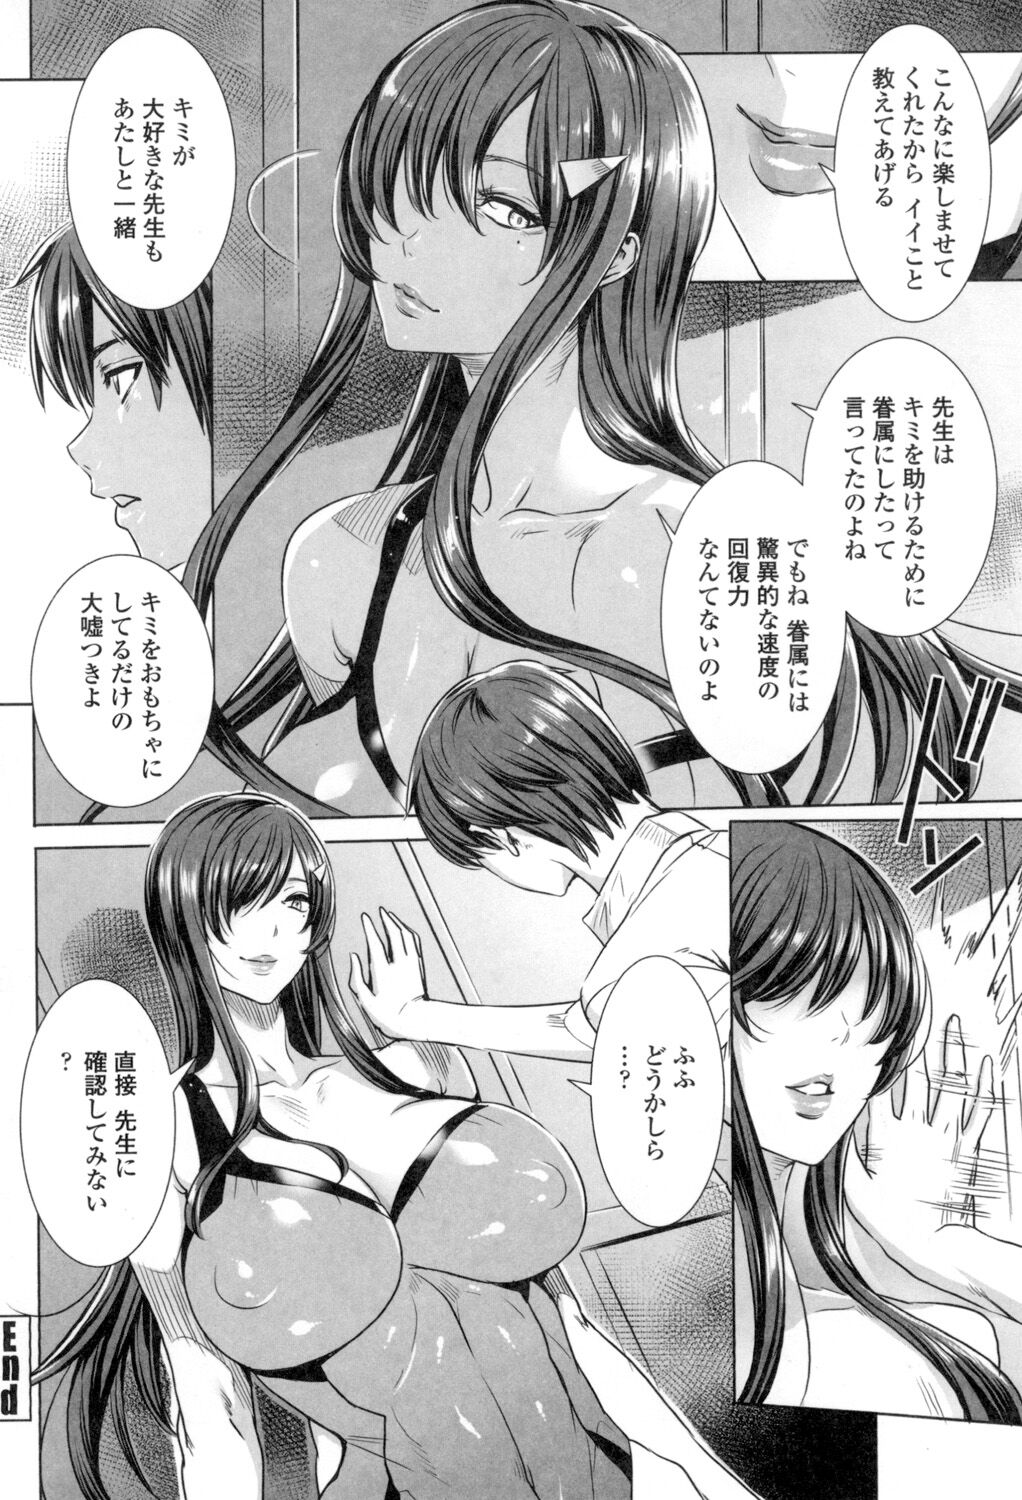 こんなに楽しませて
くれたから イイこと
教えてあげる
先生は
キミを助けるために
眷属にしたって
言ってたのよね
でもね 眷属には
驚異的な速度の
回復力
なんてないのよ
キミが
大好きな先生も
あたしと一緒
キミをおもちゃに
してるだけの
大嘘つきよ
ドンッ
ふふ
どうかしら
…?
直接 先生に
確認してみない
?
End